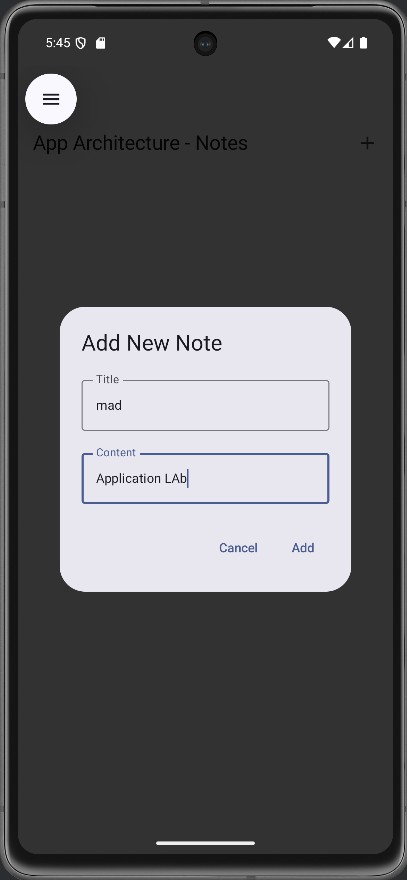 5:45
App Architecture - Notes
Add New Note
Title
mad
Content
Application LAb
Cancel Add